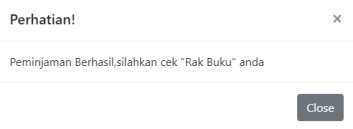 Perhatian!
Peminjaman Berhasil,silahkan cek "Rak Buku" anda
Close